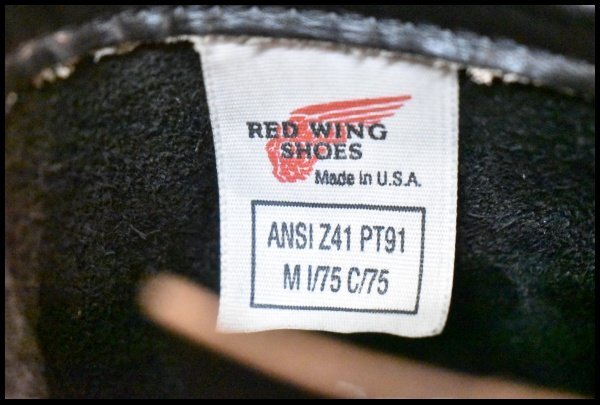 RED WING
SHOES
Made in U.S.A.
ANSI Z41 PT91
M I/75 C/75